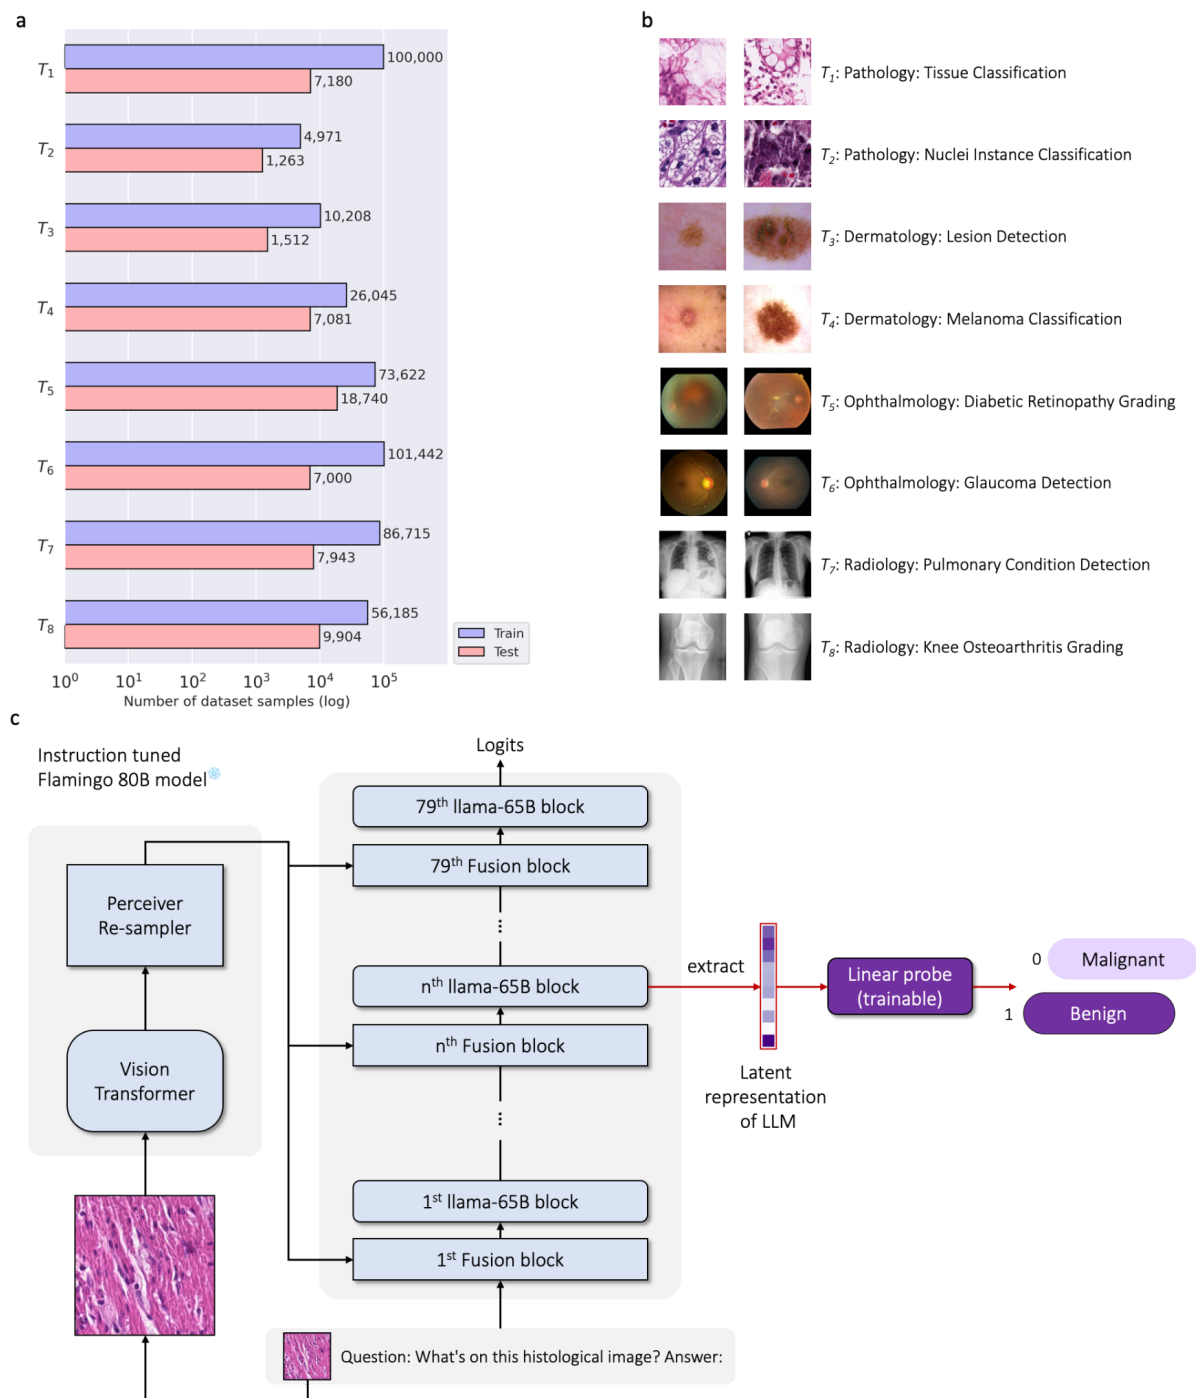 a
T1
100,000
7,180
T2
4,971
1,263
T3
10,208
1,512
T4
26,045
7,081
T5
73,622
18,740
T6
101,442
7,000
T7
86,715
7,943
T8
56,185
9,904
Train
Test
10^0 10^1 10^2 10^3 10^4 10^5
Number of dataset samples (log)
b
T1: Pathology: Tissue Classification
T2: Pathology: Nuclei Instance Classification
T3: Dermatology: Lesion Detection
T4: Dermatology: Melanoma Classification
T5: Ophthalmology: Diabetic Retinopathy Grading
T6: Ophthalmology: Glaucoma Detection
T7: Radiology: Pulmonary Condition Detection
T8: Radiology: Knee Osteoarthritis Grading
c
Instruction tuned
Flamingo 80B model
Perceiver
Re-sampler
Vision
Transformer
Logits
79th llama-65B block
79th Fusion block
...
nth llama-65B block
nth Fusion block
...
1st llama-65B block
1st Fusion block
Question: What's on this histological image? Answer:
extract
Latent
representation
of LLM
Linear probe
(trainable)
0 Malignant
1 Benign